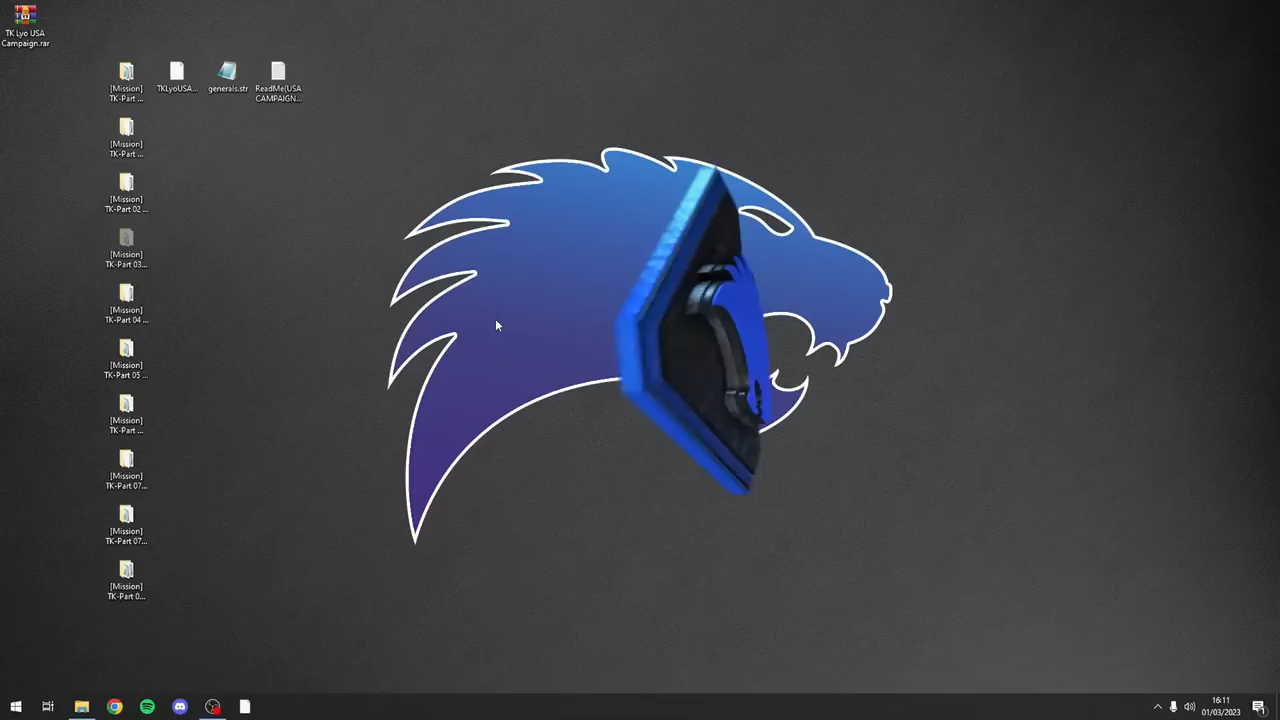 TK Lyo USA
Campaign.rar
[Mission]
TK-Part ...
TKLyoUSA...
generals.str
ReadMe(USA
CAMPAIGN...
[Mission]
TK-Part ...
[Mission]
TK-Part 02 ...
[Mission]
TK-Part 03...
[Mission]
TK-Part 04 ...
[Mission]
TK-Part 05 ...
[Mission]
TK-Part ...
[Mission]
TK-Part 07...
[Mission]
TK-Part 07...
[Mission]
TK-Part 0...
16:11
01/03/2023